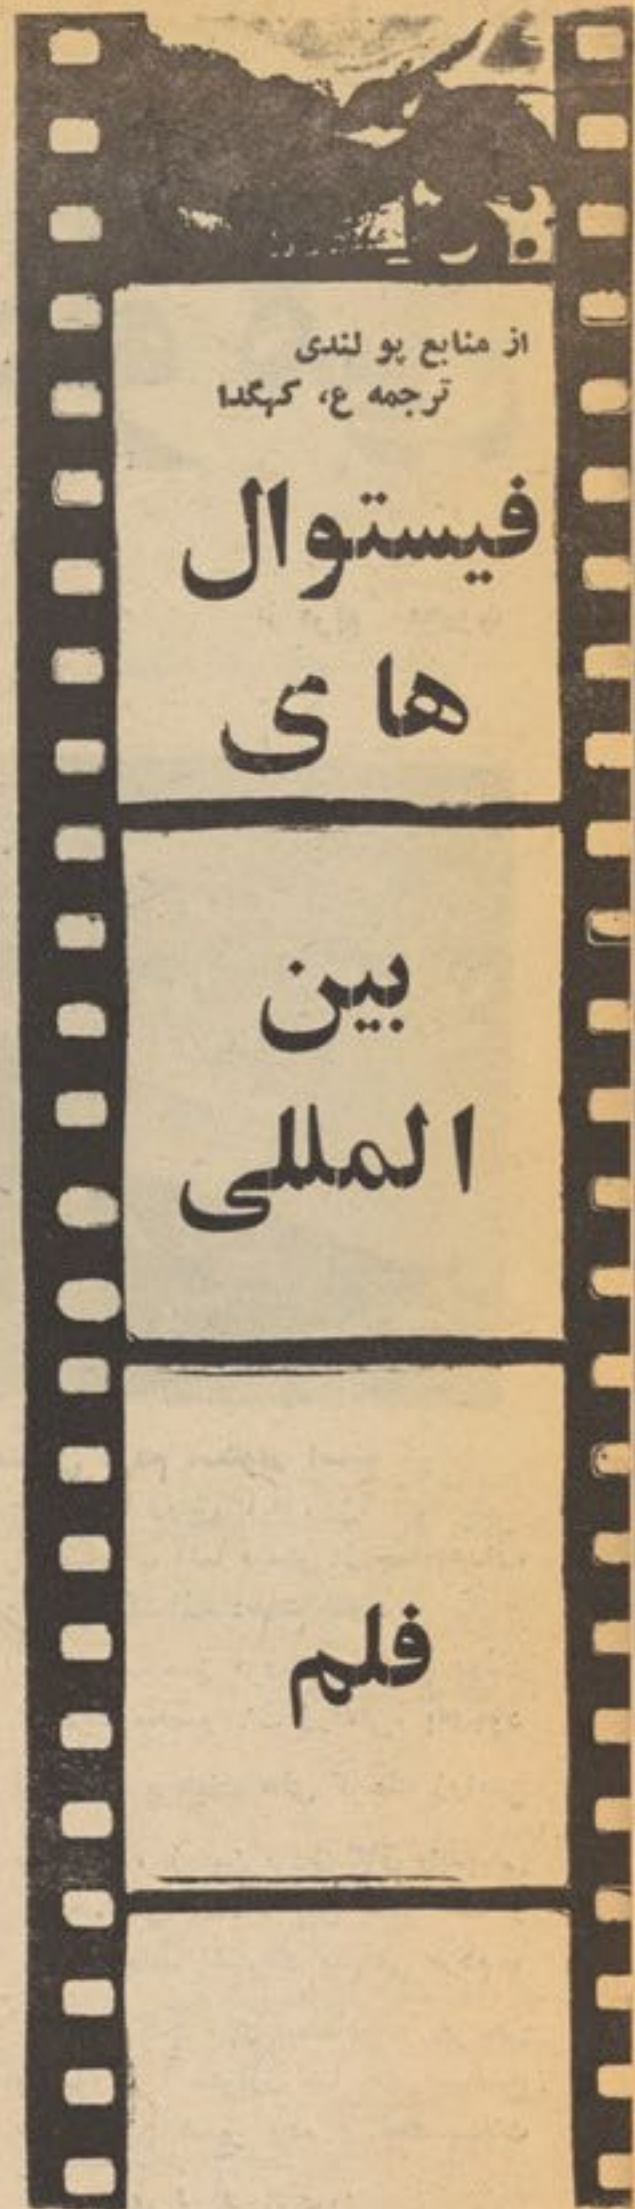 از منابع پو لندی
ترجمه ع، کهگدا
فیستوال
ها ی
بین
المللی
فلم